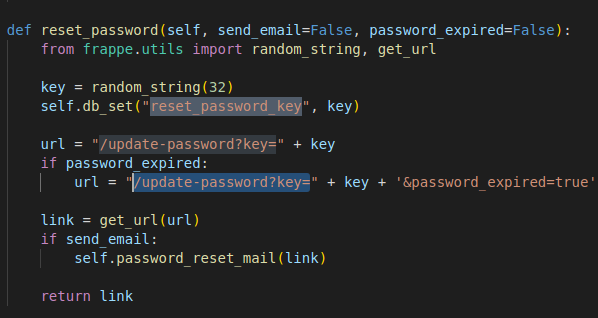 def reset_password(self, send_email=False, password_expired=False):
from frappe.utils import random_string, get_url
key = random_string(32)
self.db_set("reset_password_key", key)
url = "/update-password?key=" + key
if password_expired:
url = "/update-password?key=" + key + '&password_expired=true'
link = get_url(url)
if send_email:
self.password_reset_mail(link)
return link